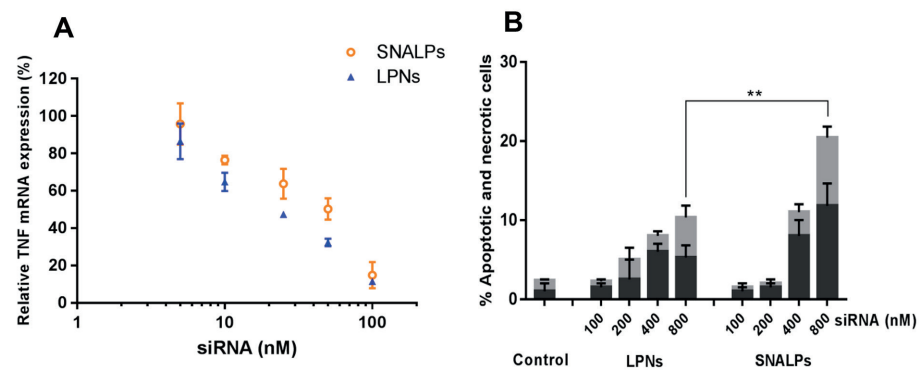 A
SNALPs
LPNs
Relative TNF mRNA expression (%)
120
100
80
60
40
20
0
1
10
100
siRNA (nM)
B
% Apoptotic and necrotic cells
30
20
10
0
**
100 200 400 800 100 200 400 800 siRNA (nM)
Control LPNs SNALPs